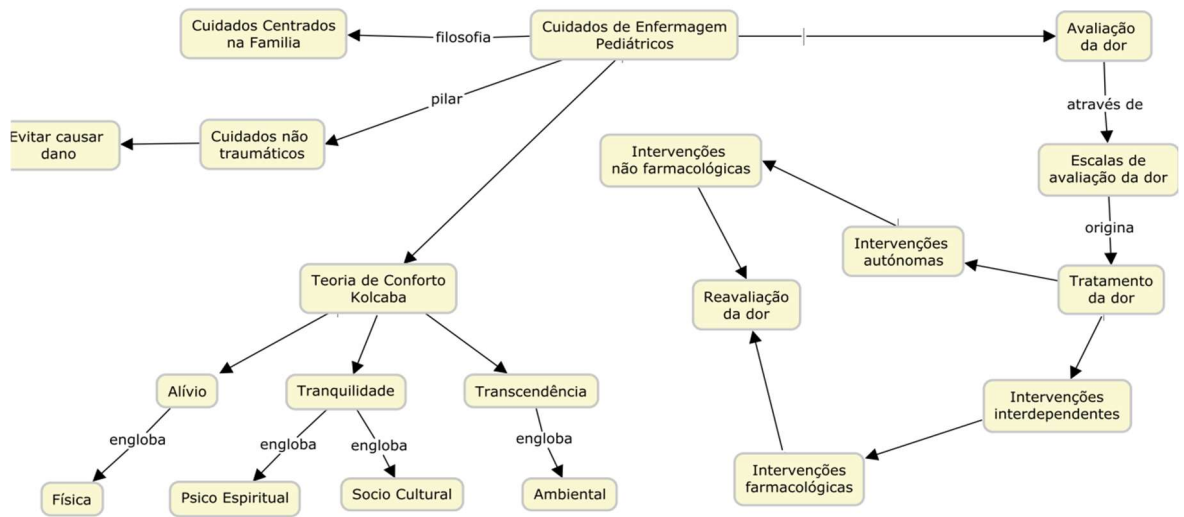 Cuidados Centrados
na Familia
filosofia
Cuidados de Enfermagem
Pediátricos
Avaliação
da dor
pilar
através de
Evitar causar
dano
Cuidados não
traumáticos
Intervenções
não farmacológicas
Escalas de
avaliação da dor
origina
Intervenções
autónomas
Teoria de Conforto
Kolcaba
Reavaliação
da dor
Tratamento
da dor
Alívio
Tranquilidade
Transcendência
Intervenções
interdependentes
engloba
engloba
engloba
engloba
Física
Psico Espiritual
Socio Cultural
Ambiental
Intervenções
farmacológicas